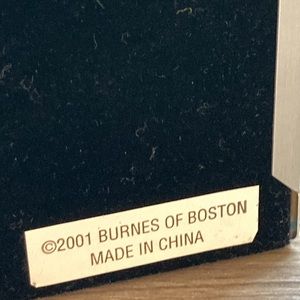 ©2001 BURNES OF BOSTON
MADE IN CHINA